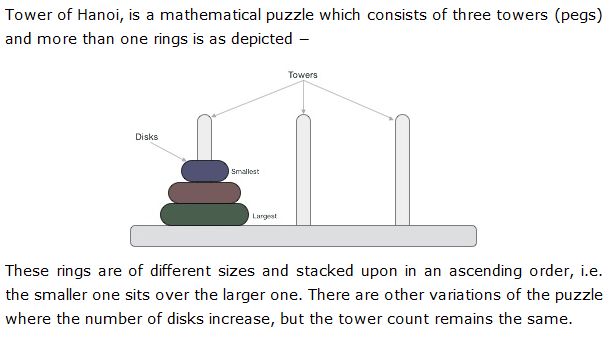 Tower of Hanoi, is a mathematical puzzle which consists of three towers (pegs)
and more than one rings is as depicted −
Towers
Disks
Smallest
Largest
These rings are of different sizes and stacked upon in an ascending order, i.e.
the smaller one sits over the larger one. There are other variations of the puzzle
where the number of disks increase, but the tower count remains the same.